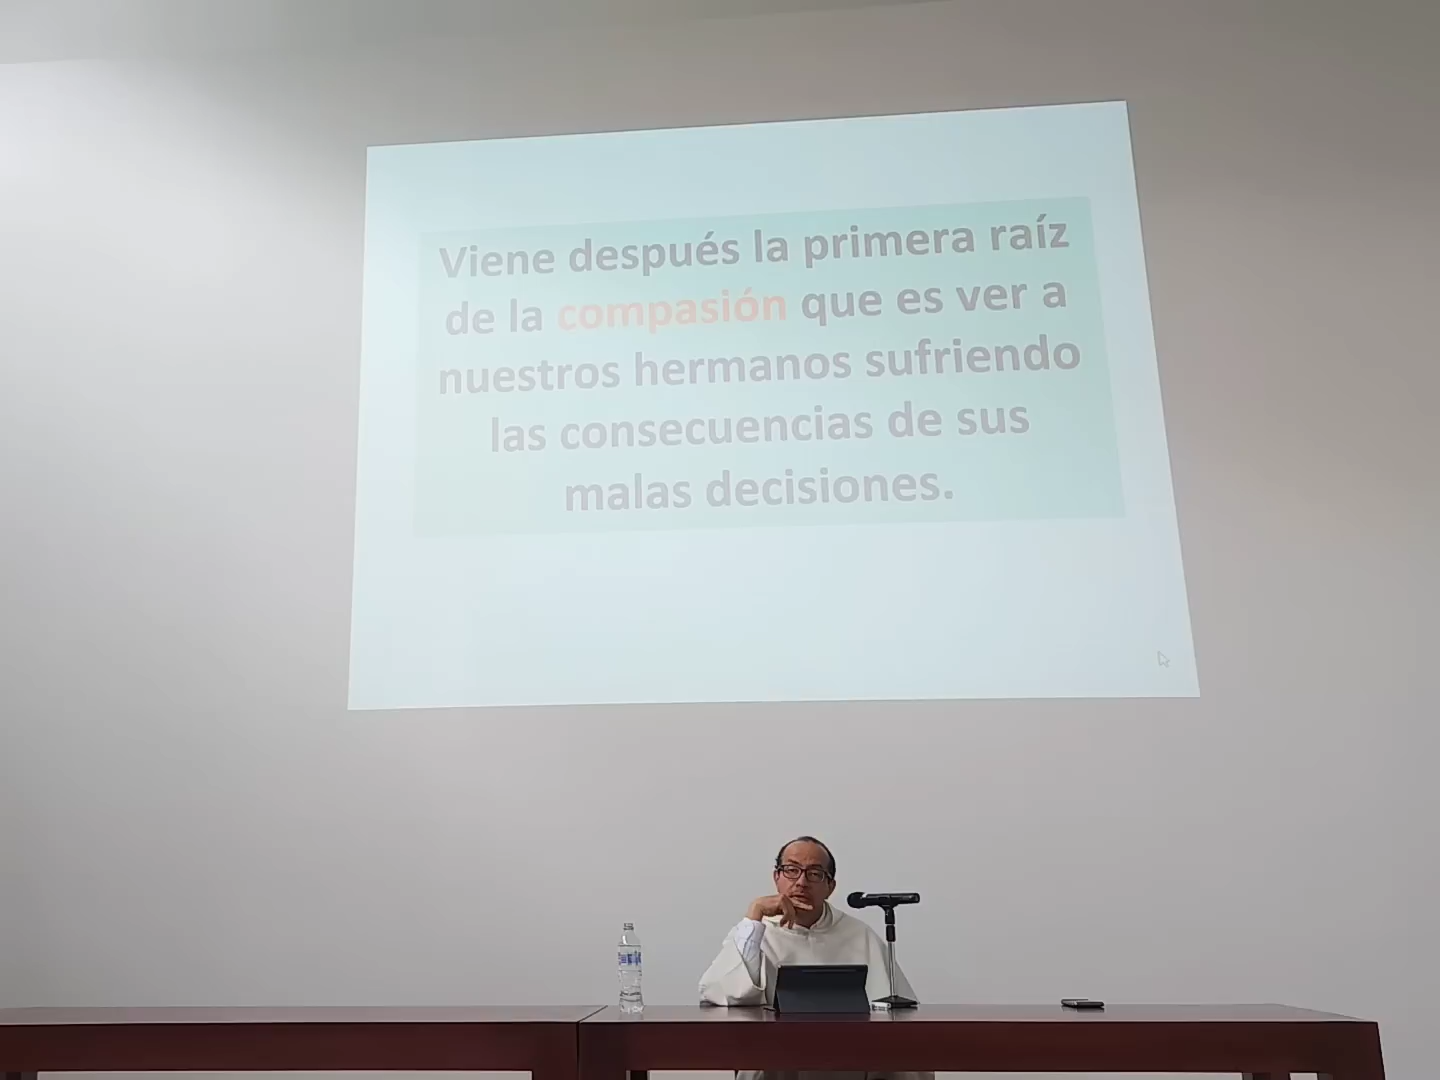 Viene después la primera raíz
de la compasión que es ver a
nuestros hermanos sufriendo
las consecuencias de sus
malas decisiones.